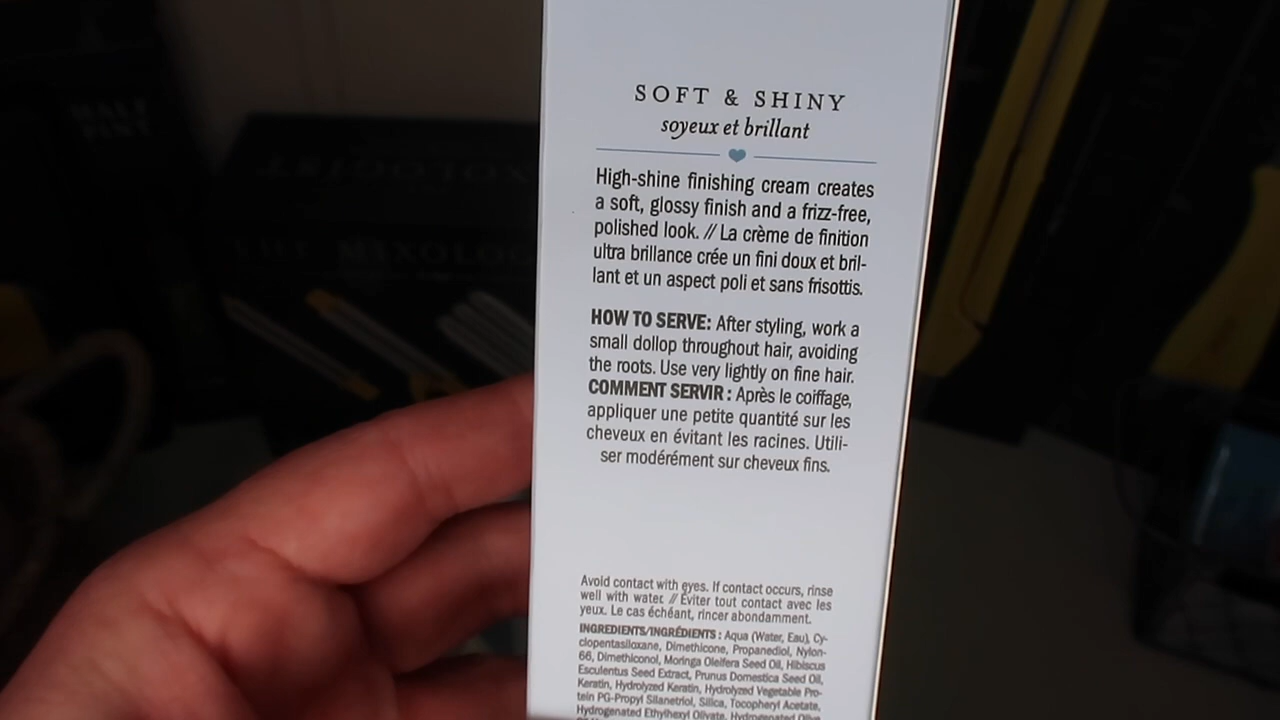 SOFT & SHINY
soyeux et brillant
High-shine finishing cream creates
a soft, glossy finish and a frizz-free,
polished look. // La crème de finition
ultra brillance crée un fini doux et bril-
lant et un aspect poli et sans frisottis.
HOW TO SERVE: After styling, work a
small dollop throughout hair, avoiding
the roots. Use very lightly on fine hair.
COMMENT SERVIR : Après le coiffage,
appliquer une petite quantité sur les
cheveux en évitant les racines. Utili-
ser modérément sur cheveux fins.
Avoid contact with eyes. If contact occurs, rinse
well with water. // Éviter tout contact avec les
yeux. Le cas échéant, rincer abondamment.
INGREDIENTS/INGRÉDIENTS : Aqua (Water, Eau), Cy-
clopentasiloxane, Dimethicone, Propanediol, Nylon-
66, Dimethiconol, Moringa Oleifera Seed Oil, Hibiscus
Esculentus Seed Extract, Prunus Domestica Seed Oil,
Keratin, Hydrolyzed Keratin, Hydrolyzed Vegetable Pro-
tein PG-Propyl Silanetriol, Silica, Tocopheryl Acetate,
Hydrogenated Ethylhexyl Olivate, Hydrogenated Olive